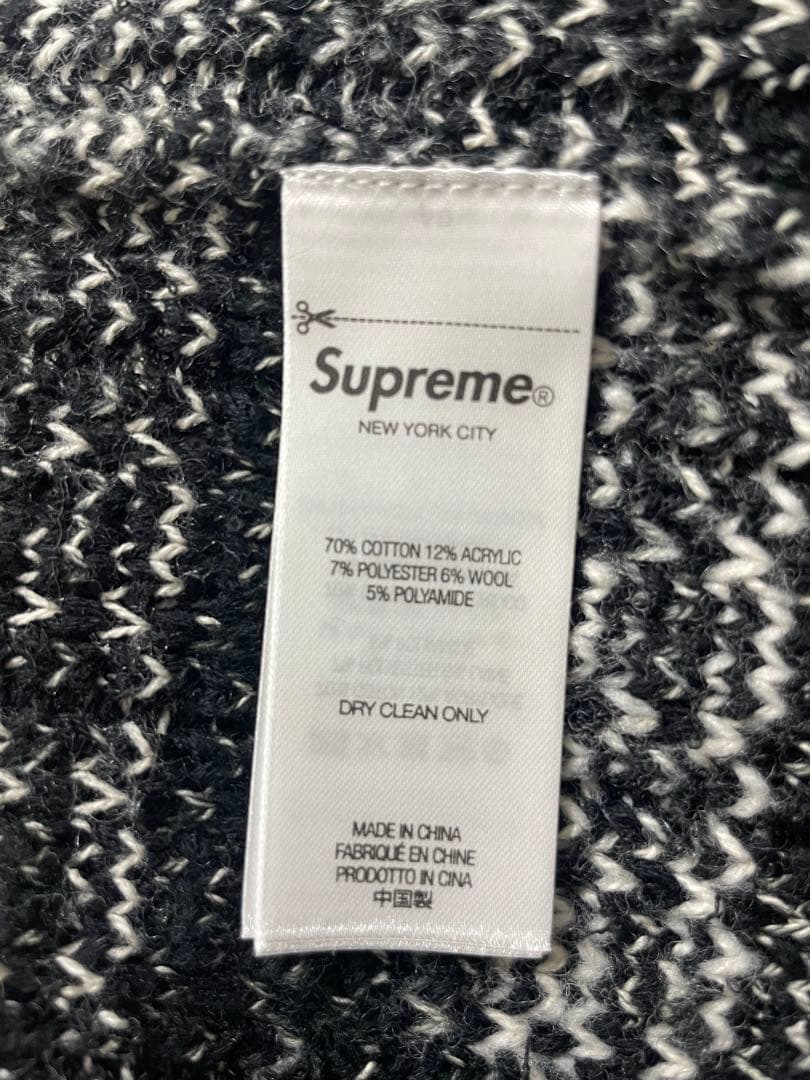 Supreme®
NEW YORK CITY
70% COTTON 12% ACRYLIC
7% POLYESTER 6% WOOL
5% POLYAMIDE
DRY CLEAN ONLY
MADE IN CHINA
FABRIQUÉ EN CHINE
PRODOTTO IN CINA
中国製